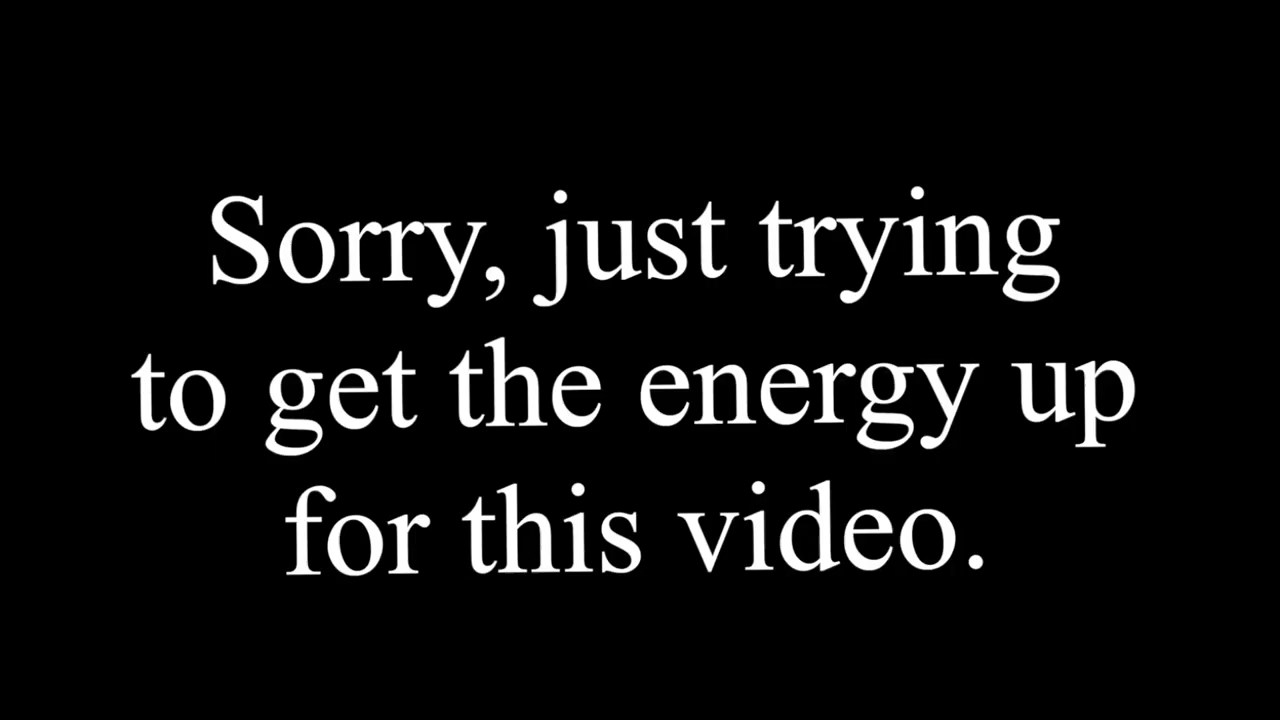 Sorry, just trying
to get the energy up
for this video.